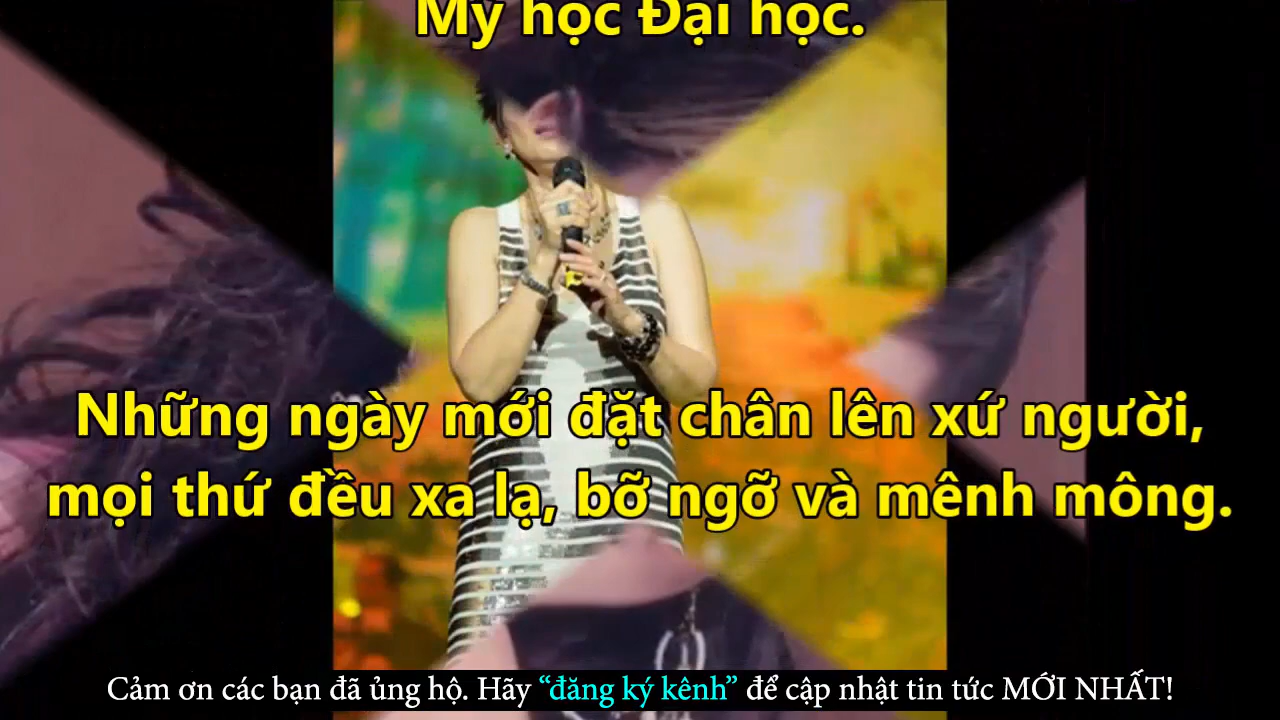 Mỹ học Đại học.
Những ngày mới đặt chân lên xứ người,
mọi thứ đều xa lạ, bỡ ngỡ và mênh mông.
Cảm ơn các bạn đã ủng hộ. Hãy “đăng ký kênh” để cập nhật tin tức MỚI NHẤT!